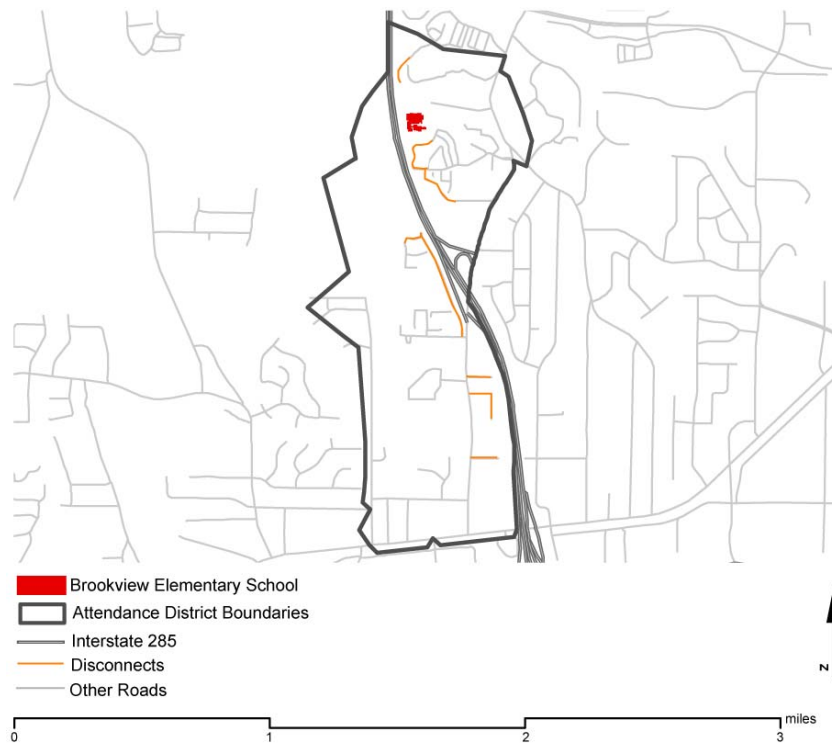 Brookview Elementary School
Attendance District Boundaries
Interstate 285
Disconnects
Other Roads
N
miles
0 1 2 3